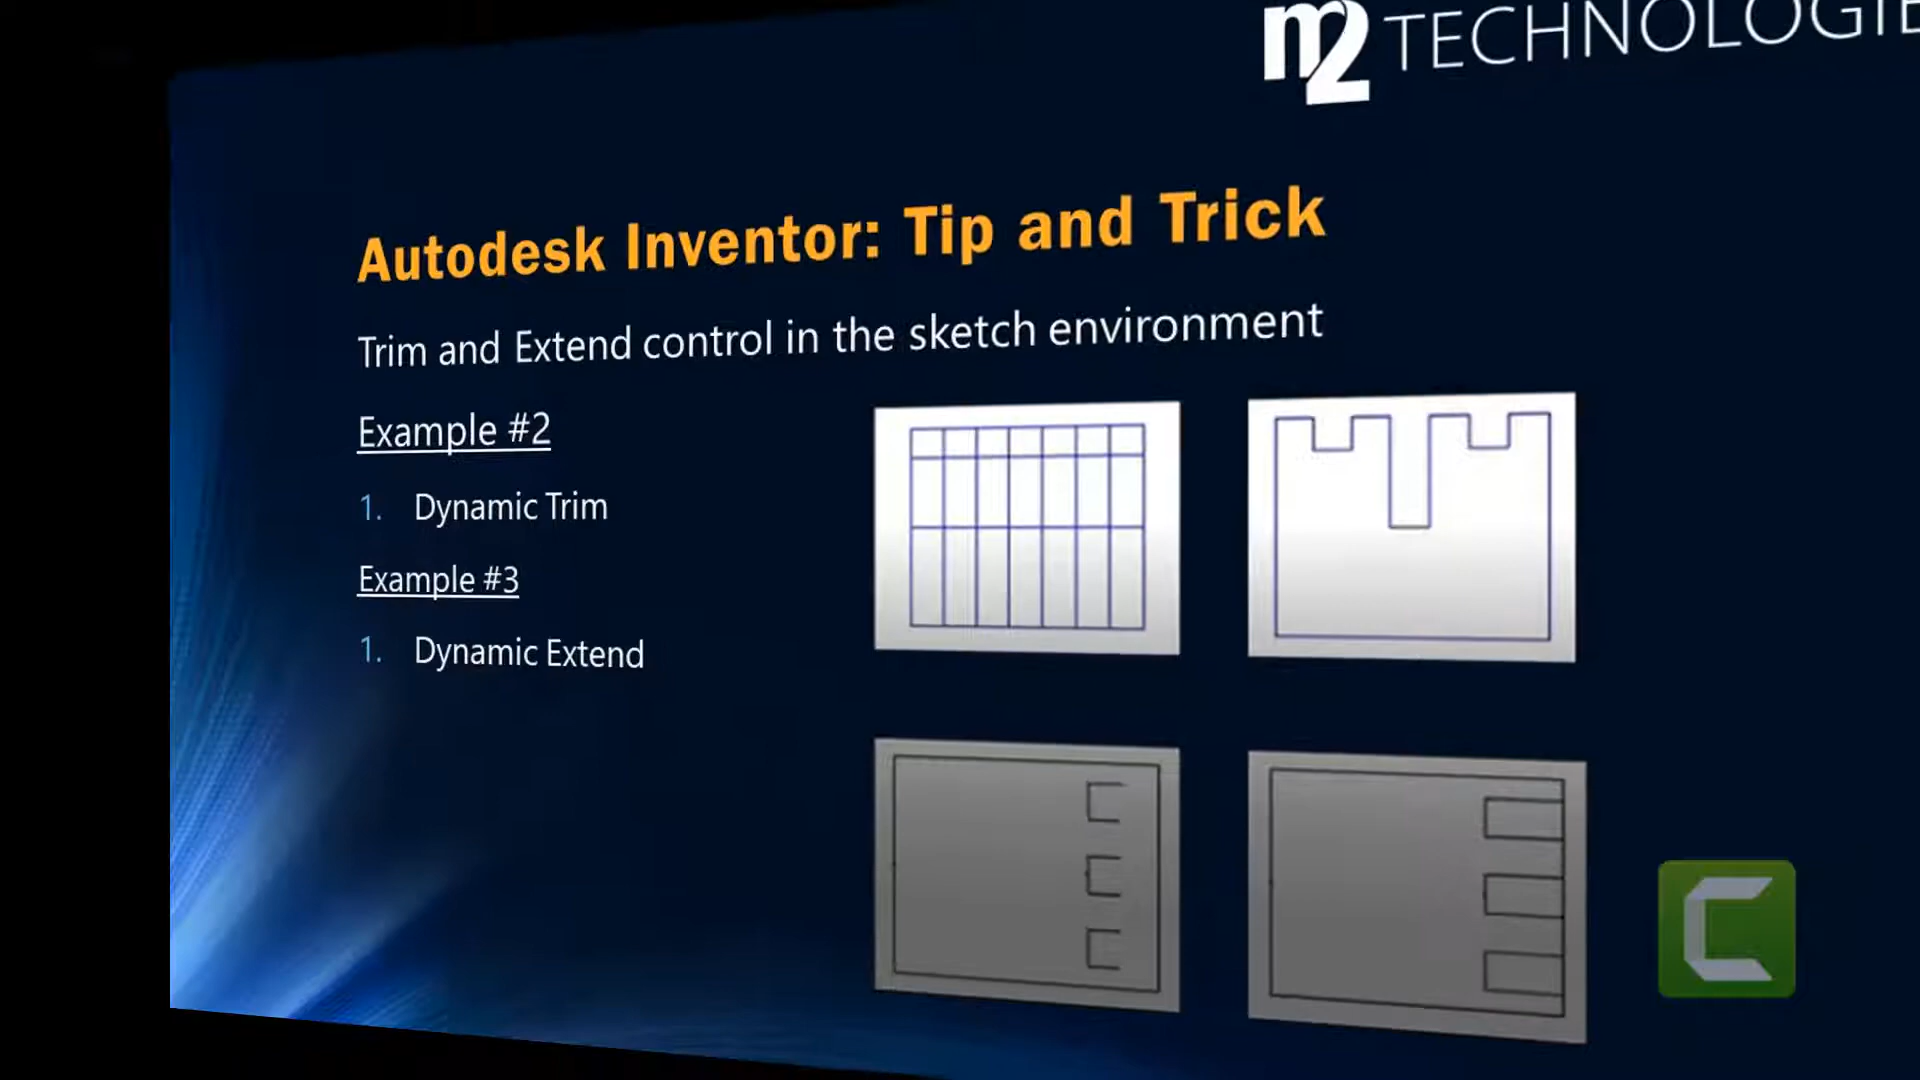 m2 TECHNOLOGIE
Autodesk Inventor: Tip and Trick
Trim and Extend control in the sketch environment
Example #2
1. Dynamic Trim
Example #3
1. Dynamic Extend